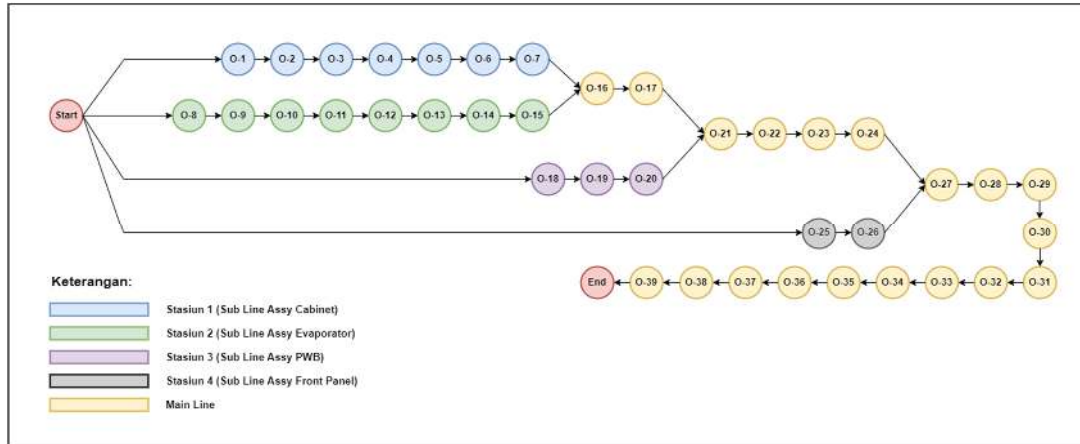 O-1 O-2 O-3 O-4 O-5 O-6 O-7
O-16 O-17
Start O-8 O-9 O-10 O-11 O-12 O-13 O-14 O-15
O-21 O-22 O-23 O-24
O-18 O-19 O-20
O-27 O-28 O-29
O-25 O-26
O-30
Keterangan:
End O-39 O-38 O-37 O-36 O-35 O-34 O-33 O-32 O-31
Stasiun 1 (Sub Line Assy Cabinet)
Stasiun 2 (Sub Line Assy Evaporator)
Stasiun 3 (Sub Line Assy PWB)
Stasiun 4 (Sub Line Assy Front Panel)
Main Line